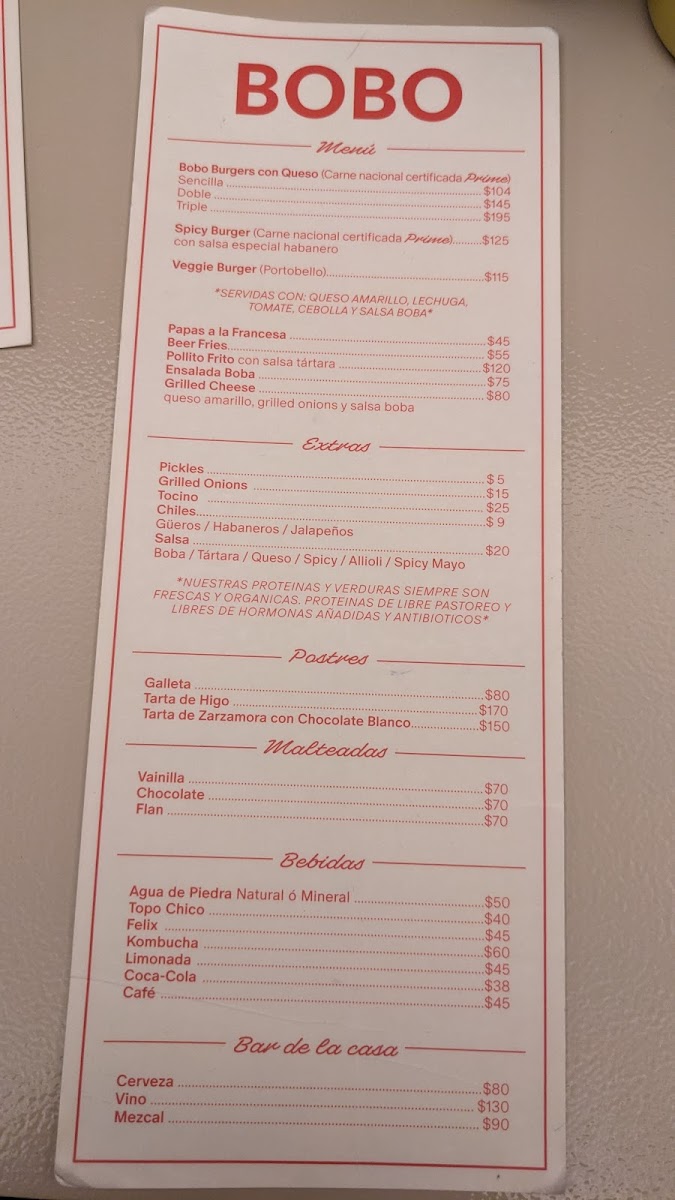 BOBO
Menú
Bobo Burgers con Queso (Carne nacional certificada Prime)
Sencilla $104
Doble $145
Triple $195
Spicy Burger (Carne nacional certificada Prime) $125
con salsa especial habanero
Veggie Burger (Portobello) $115
*SERVIDAS CON: QUESO AMARILLO, LECHUGA,
TOMATE, CEBOLLA Y SALSA BOBA*
Papas a la Francesa $45
Beer Fries $55
Pollito Frito con salsa tártara $120
Ensalada Boba $75
Grilled Cheese $80
queso amarillo, grilled onions y salsa boba
Extras
Pickles $5
Grilled Onions $15
Tocino $25
Chiles $9
Güeros / Habaneros / Jalapeños
Salsa $20
Boba / Tártara / Queso / Spicy / Allioli / Spicy Mayo
*NUESTRAS PROTEINAS Y VERDURAS SIEMPRE SON
FRESCAS Y ORGANICAS. PROTEINAS DE LIBRE PASTOREO Y
LIBRES DE HORMONAS AÑADIDAS Y ANTIBIOTICOS*
Postres
Galleta $80
Tarta de Higo $170
Tarta de Zarzamora con Chocolate Blanco $150
Malteadas
Vainilla $70
Chocolate $70
Flan $70
Bebidas
Agua de Piedra Natural ó Mineral $50
Topo Chico $40
Felix $45
Kombucha $60
Limonada $45
Coca-Cola $38
Café $45
Bar de la casa
Cerveza $80
Vino $130
Mezcal $90